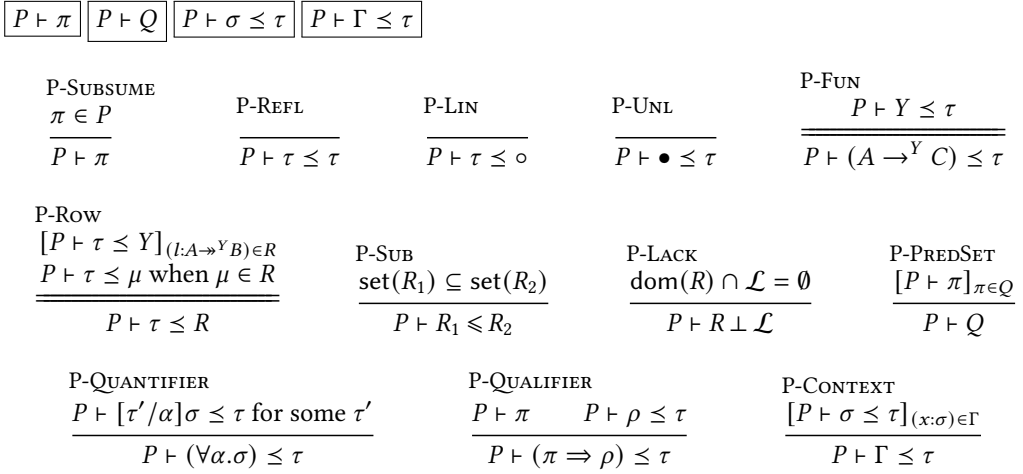 P ⊢ π P ⊢ Q P ⊢ σ ⪯ τ P ⊢ Γ ⪯ τ
P-Subsume
π ∈ P
P ⊢ π
P-Refl
P ⊢ τ ⪯ τ
P-Lin
P ⊢ τ ⪯ ∘
P-Unl
P ⊢ • ⪯ τ
P-Fun
P ⊢ Y ⪯ τ
P ⊢ (A →^Y C) ⪯ τ
P-Row
[P ⊢ τ ⪯ Y]_(l:A↠^Y B)∈R
P ⊢ τ ⪯ μ when μ ∈ R
P ⊢ τ ⪯ R
P-Sub
set(R₁) ⊆ set(R₂)
P ⊢ R₁ ⩽ R₂
P-Lack
dom(R) ∩ ℒ = ∅
P ⊢ R ⊥ ℒ
P-PredSet
[P ⊢ π]_π∈Q
P ⊢ Q
P-Quantifier
P ⊢ [τ′/α]σ ⪯ τ for some τ′
P ⊢ (∀α.σ) ⪯ τ
P-Qualifier
P ⊢ π P ⊢ ρ ⪯ τ
P ⊢ (π ⇒ ρ) ⪯ τ
P-Context
[P ⊢ σ ⪯ τ]_(x:σ)∈Γ
P ⊢ Γ ⪯ τ